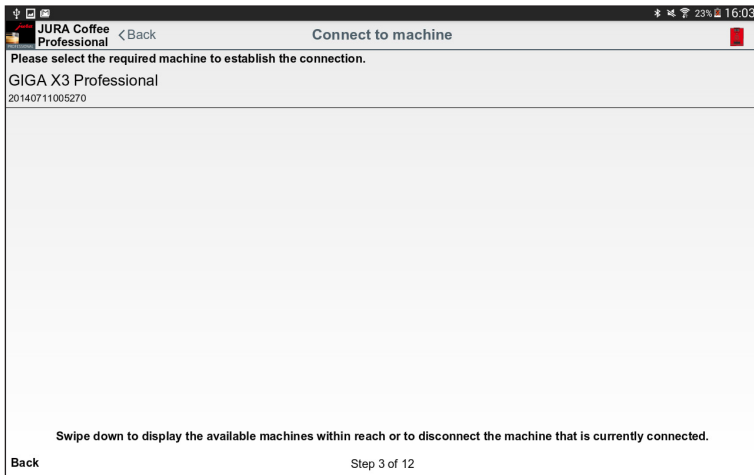 23% 16:03
jura
JURA Coffee
Professional
Back
Connect to machine
Please select the required machine to establish the connection.
GIGA X3 Professional
20140711005270
Swipe down to display the available machines within reach or to disconnect the machine that is currently connected.
Back
Step 3 of 12